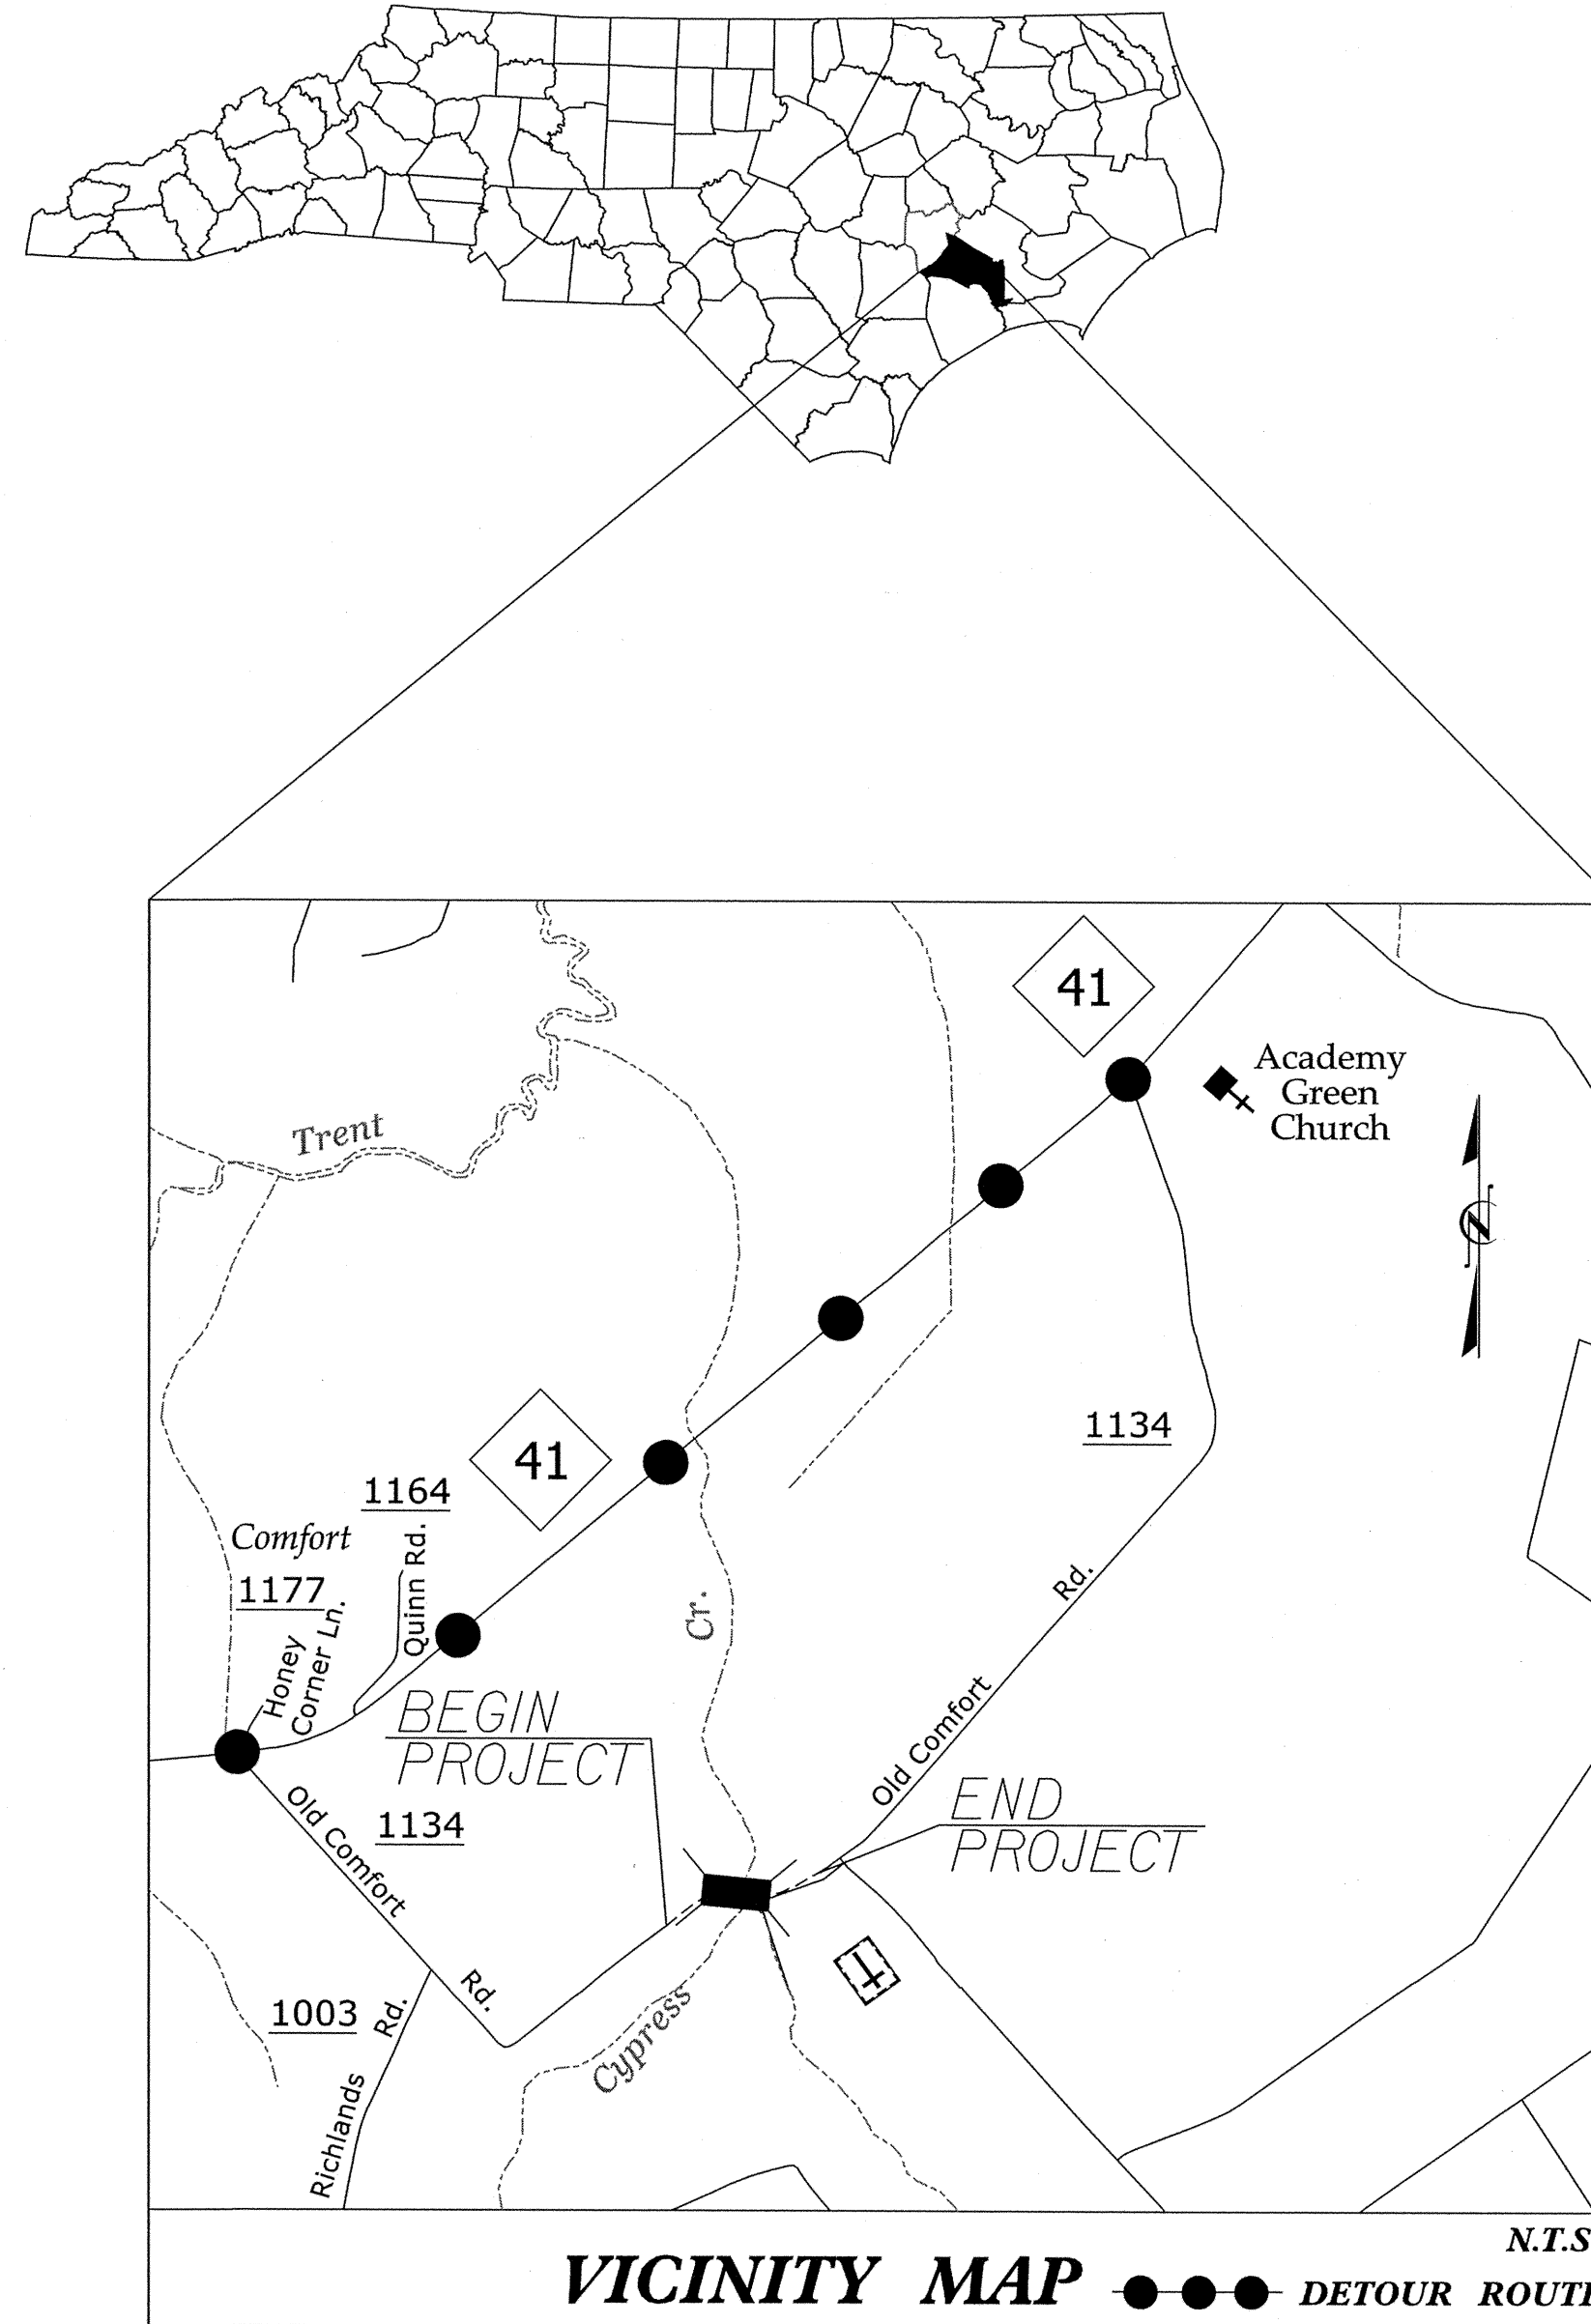 41
Academy
Green
Church
Trent
N
41
1134
1164
Comfort
1177
Quinn Rd.
Honey
Corner Ln.
Cr.
Rd.
Old Comfort
BEGIN
PROJECT
END
PROJECT
Old Comfort
1134
Rd.
1003
Rd.
Richlands
Cypress
N.T.S
VICINITY MAP
DETOUR ROUT